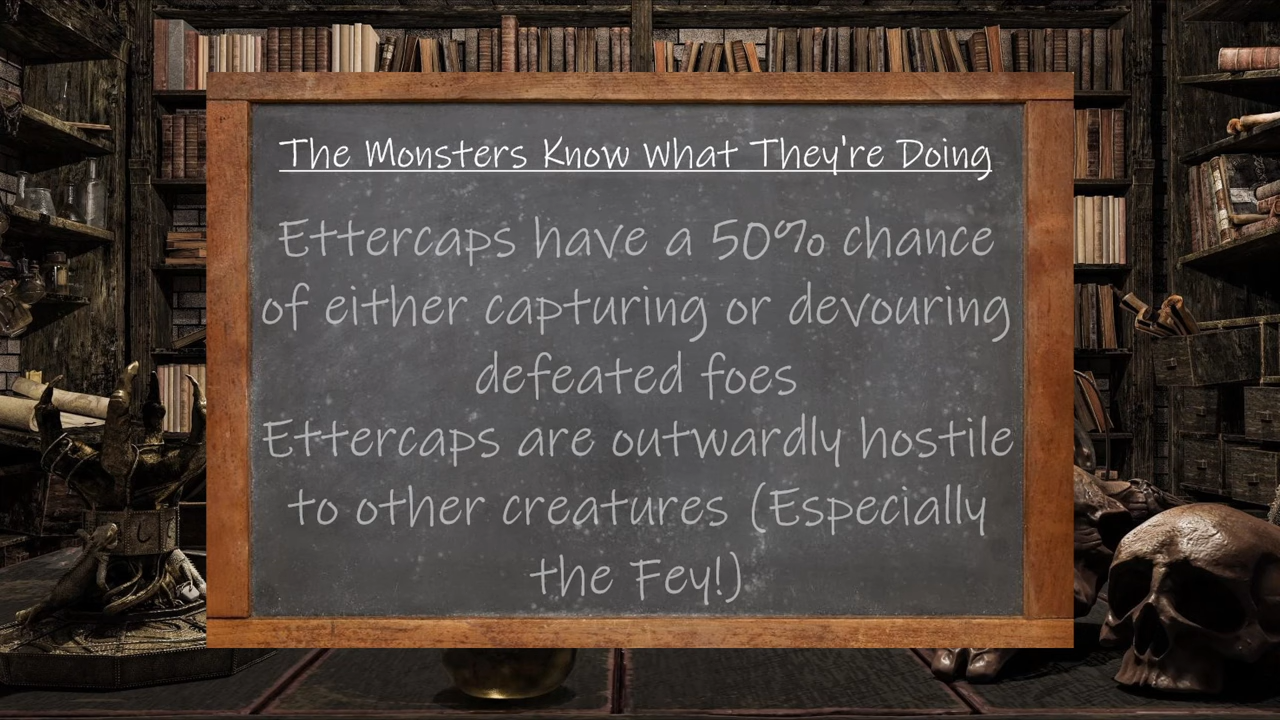 The Monsters Know What They're Doing
Ettercaps have a 50% chance
of either capturing or devouring
defeated foes
Ettercaps are outwardly hostile
to other creatures (Especially
the Fey!)